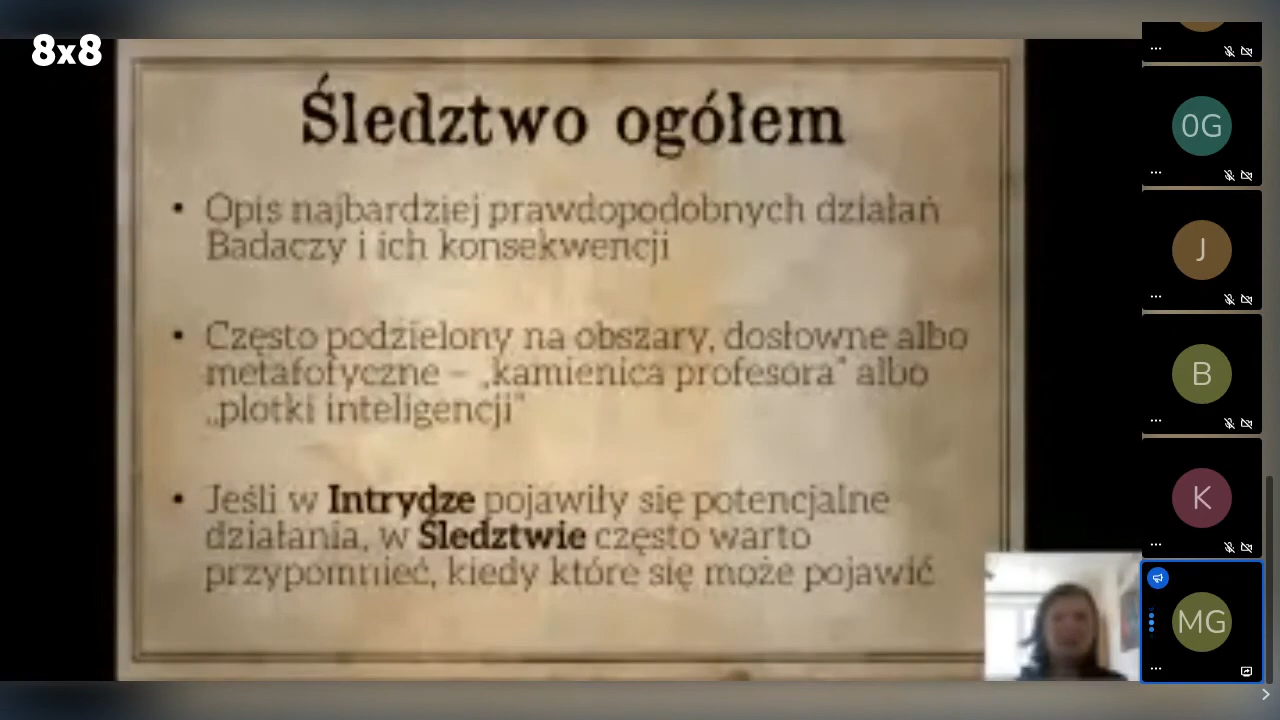 8x8
Śledztwo ogółem
• Opis najbardziej prawdopodobnych działań
Badaczy i ich konsekwencji
• Często podzielony na obszary, dosłowne albo
metaforyczne – „kamienica profesora” albo
„plotki inteligencji”
• Jeśli w Intrydze pojawiły się potencjalne
działania, w Śledztwie często warto
przypomnieć, kiedy które się może pojawić
0G
J
B
K
MG